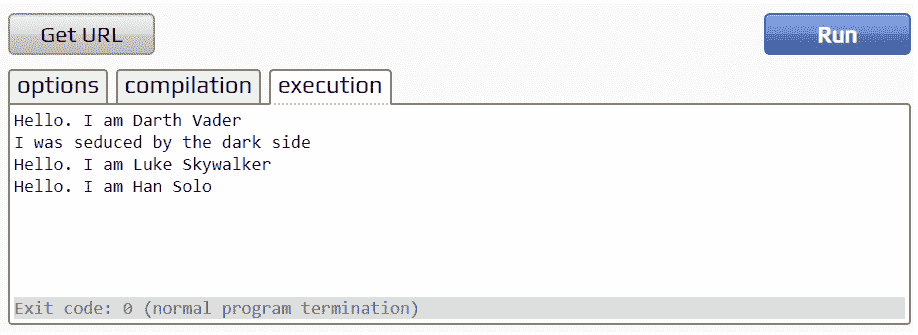 Get URL
Run
options
compilation
execution
Hello. I am Darth Vader
I was seduced by the dark side
Hello. I am Luke Skywalker
Hello. I am Han Solo
Exit code: 0 (normal program termination)